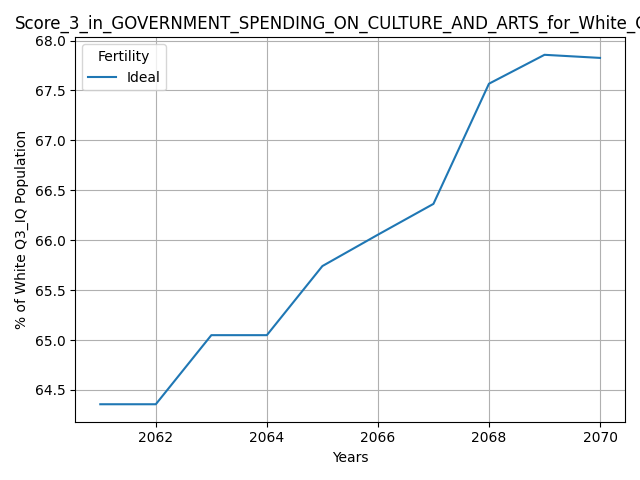 Score_3_in_GOVERNMENT_SPENDING_ON_CULTURE_AND_ARTS_for_White_
Fertility
Ideal
68.0
67.5
67.0
66.5
66.0
65.5
65.0
64.5
% of White Q3_IQ Population
2062 2064 2066 2068 2070
Years